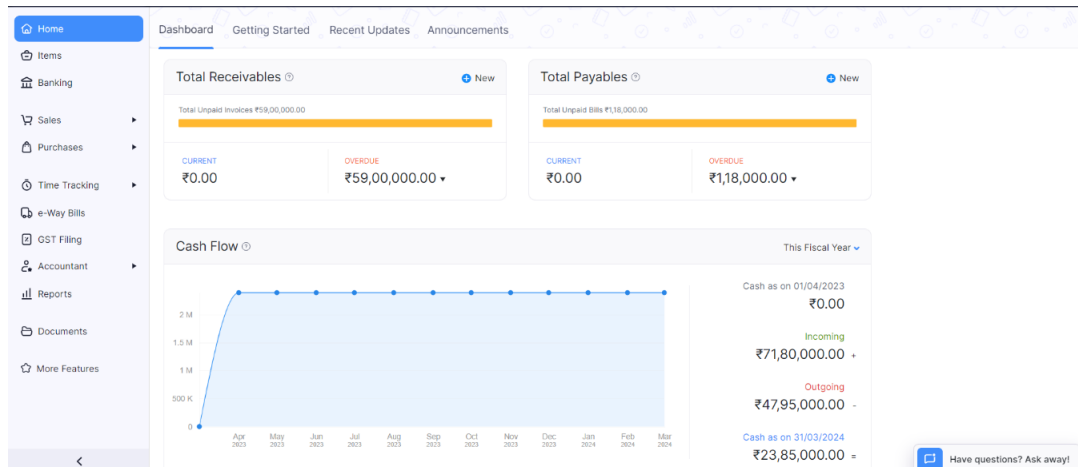 Home
Items
Banking
Sales
Purchases
Time Tracking
e-Way Bills
GST Filing
Accountant
Reports
Documents
More Features
Dashboard Getting Started Recent Updates Announcements
Total Receivables New
Total Unpaid Invoices ₹59,00,000.00
CURRENT OVERDUE
₹0.00 ₹59,00,000.00
Total Payables New
Total Unpaid Bills ₹1,18,000.00
CURRENT OVERDUE
₹0.00 ₹1,18,000.00
Cash Flow This Fiscal Year
2 M
1.5 M
1 M
500 K
0
Apr May Jun Jul Aug Sep Oct Nov Dec Jan Feb Mar
2023 2023 2023 2023 2023 2023 2023 2023 2023 2024 2024 2024
Cash as on 01/04/2023
₹0.00
Incoming
₹71,80,000.00 +
Outgoing
₹47,95,000.00 -
Cash as on 31/03/2024
₹23,85,000.00 =
Have questions? Ask away!